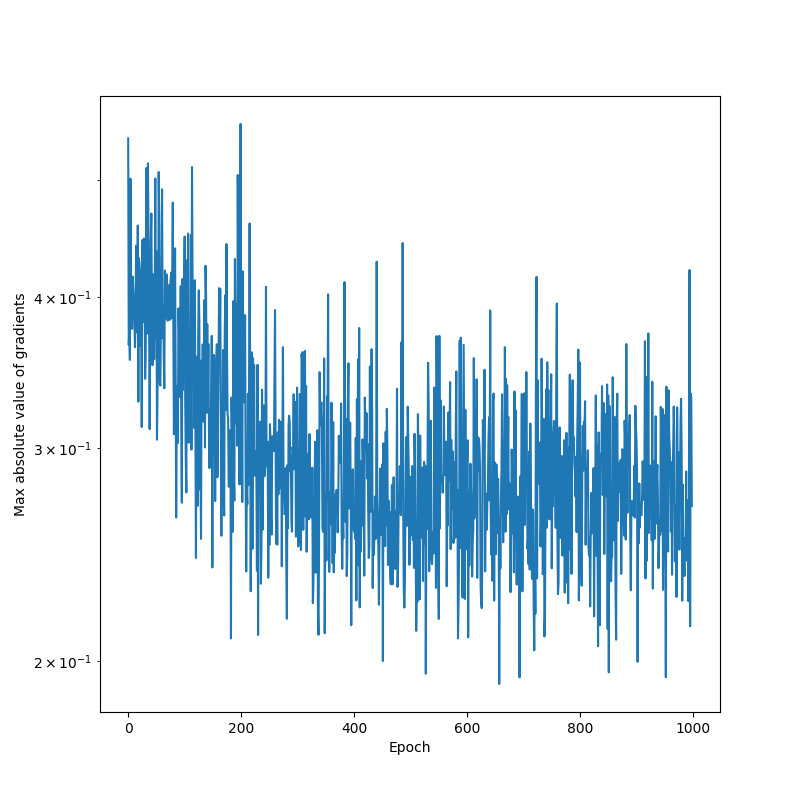 Max absolute value of gradients
4 × 10⁻¹
3 × 10⁻¹
2 × 10⁻¹
0 200 400 600 800 1000
Epoch